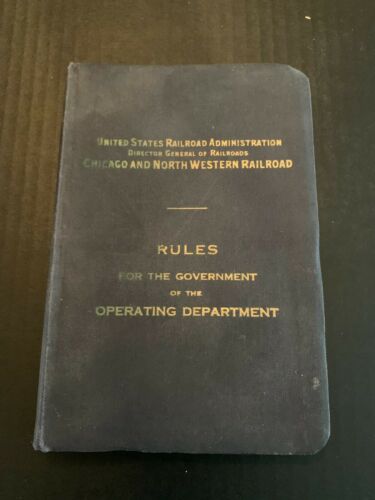 UNITED STATES RAILROAD ADMINISTRATION
DIRECTOR GENERAL OF RAILROADS
CHICAGO AND NORTH WESTERN RAILROAD
RULES
FOR THE GOVERNMENT
OF THE
OPERATING DEPARTMENT